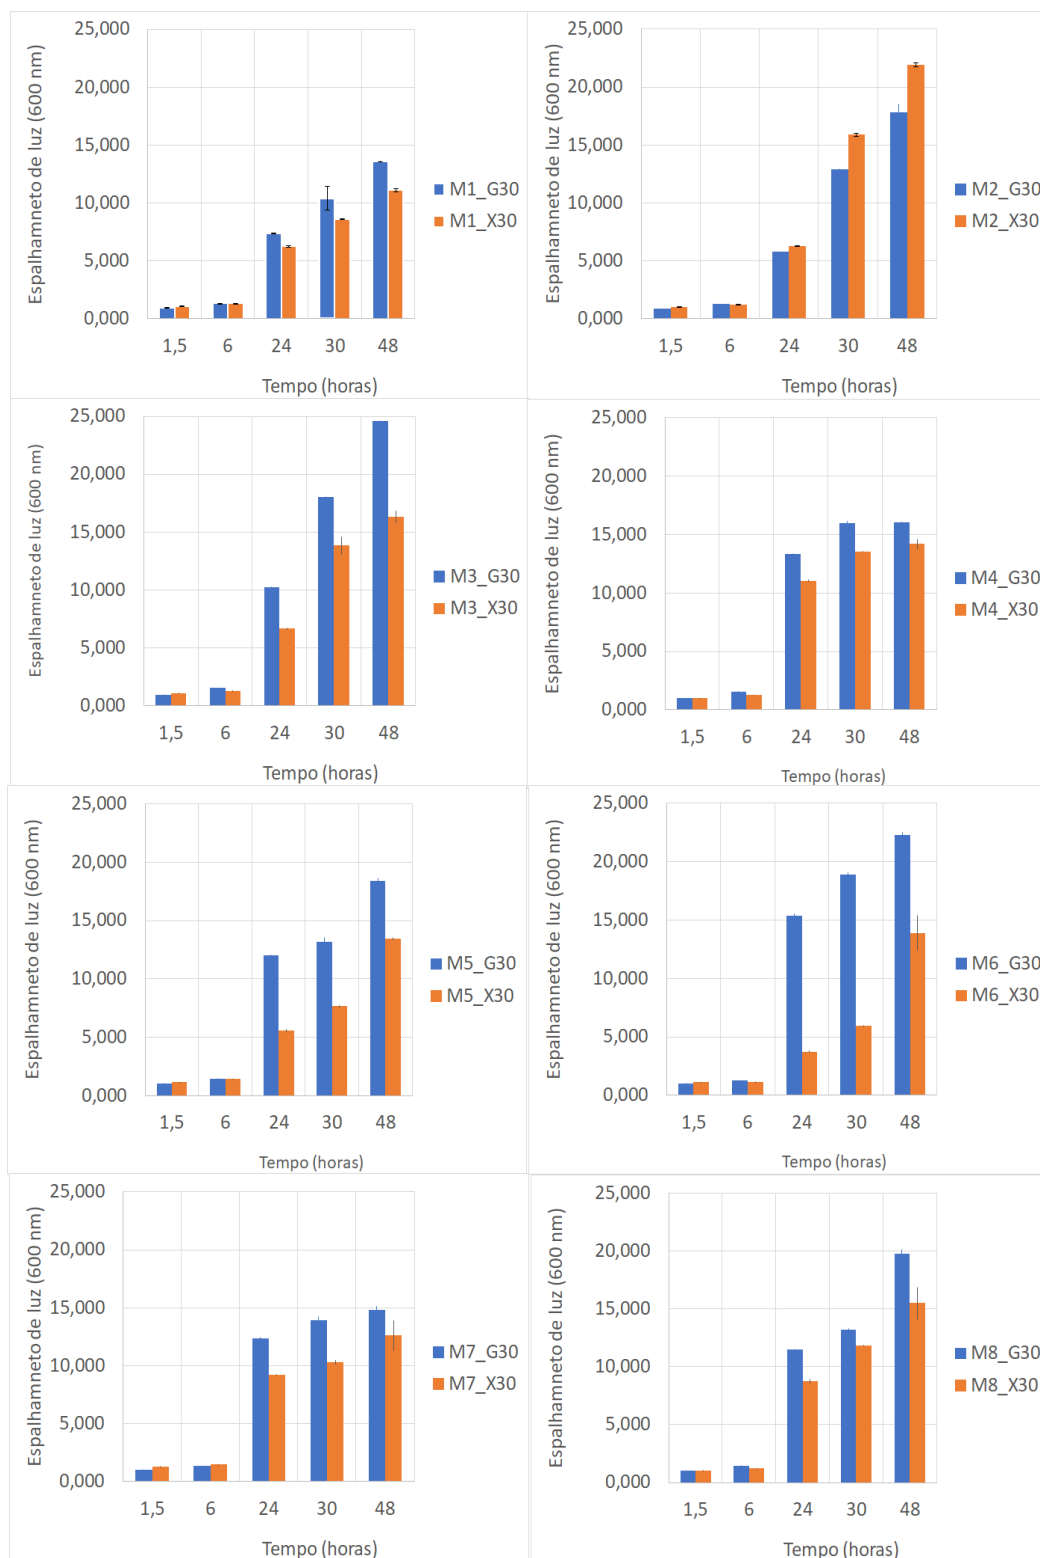 Espalhamneto de luz (600 nm)
25,000
20,000
15,000
10,000
5,000
0,000
1,5 6 24 30 48
Tempo (horas)
M1_G30
M1_X30
Espalhamneto de luz (600 nm)
25,000
20,000
15,000
10,000
5,000
0,000
1,5 6 24 30 48
Tempo (horas)
M2_G30
M2_X30
Espalhamneto de luz (600 nm)
25,000
20,000
15,000
10,000
5,000
0,000
1,5 6 24 30 48
Tempo (horas)
M3_G30
M3_X30
Espalhamneto de luz (600 nm)
25,000
20,000
15,000
10,000
5,000
0,000
1,5 6 24 30 48
Tempo (horas)
M4_G30
M4_X30
Espalhamneto de luz (600 nm)
25,000
20,000
15,000
10,000
5,000
0,000
1,5 6 24 30 48
Tempo (horas)
M5_G30
M5_X30
Espalhamneto de luz (600 nm)
25,000
20,000
15,000
10,000
5,000
0,000
1,5 6 24 30 48
Tempo (horas)
M6_G30
M6_X30
Espalhamneto de luz (600 nm)
25,000
20,000
15,000
10,000
5,000
0,000
1,5 6 24 30 48
Tempo (horas)
M7_G30
M7_X30
Espalhamneto de luz (600 nm)
25,000
20,000
15,000
10,000
5,000
0,000
1,5 6 24 30 48
Tempo (horas)
M8_G30
M8_X30